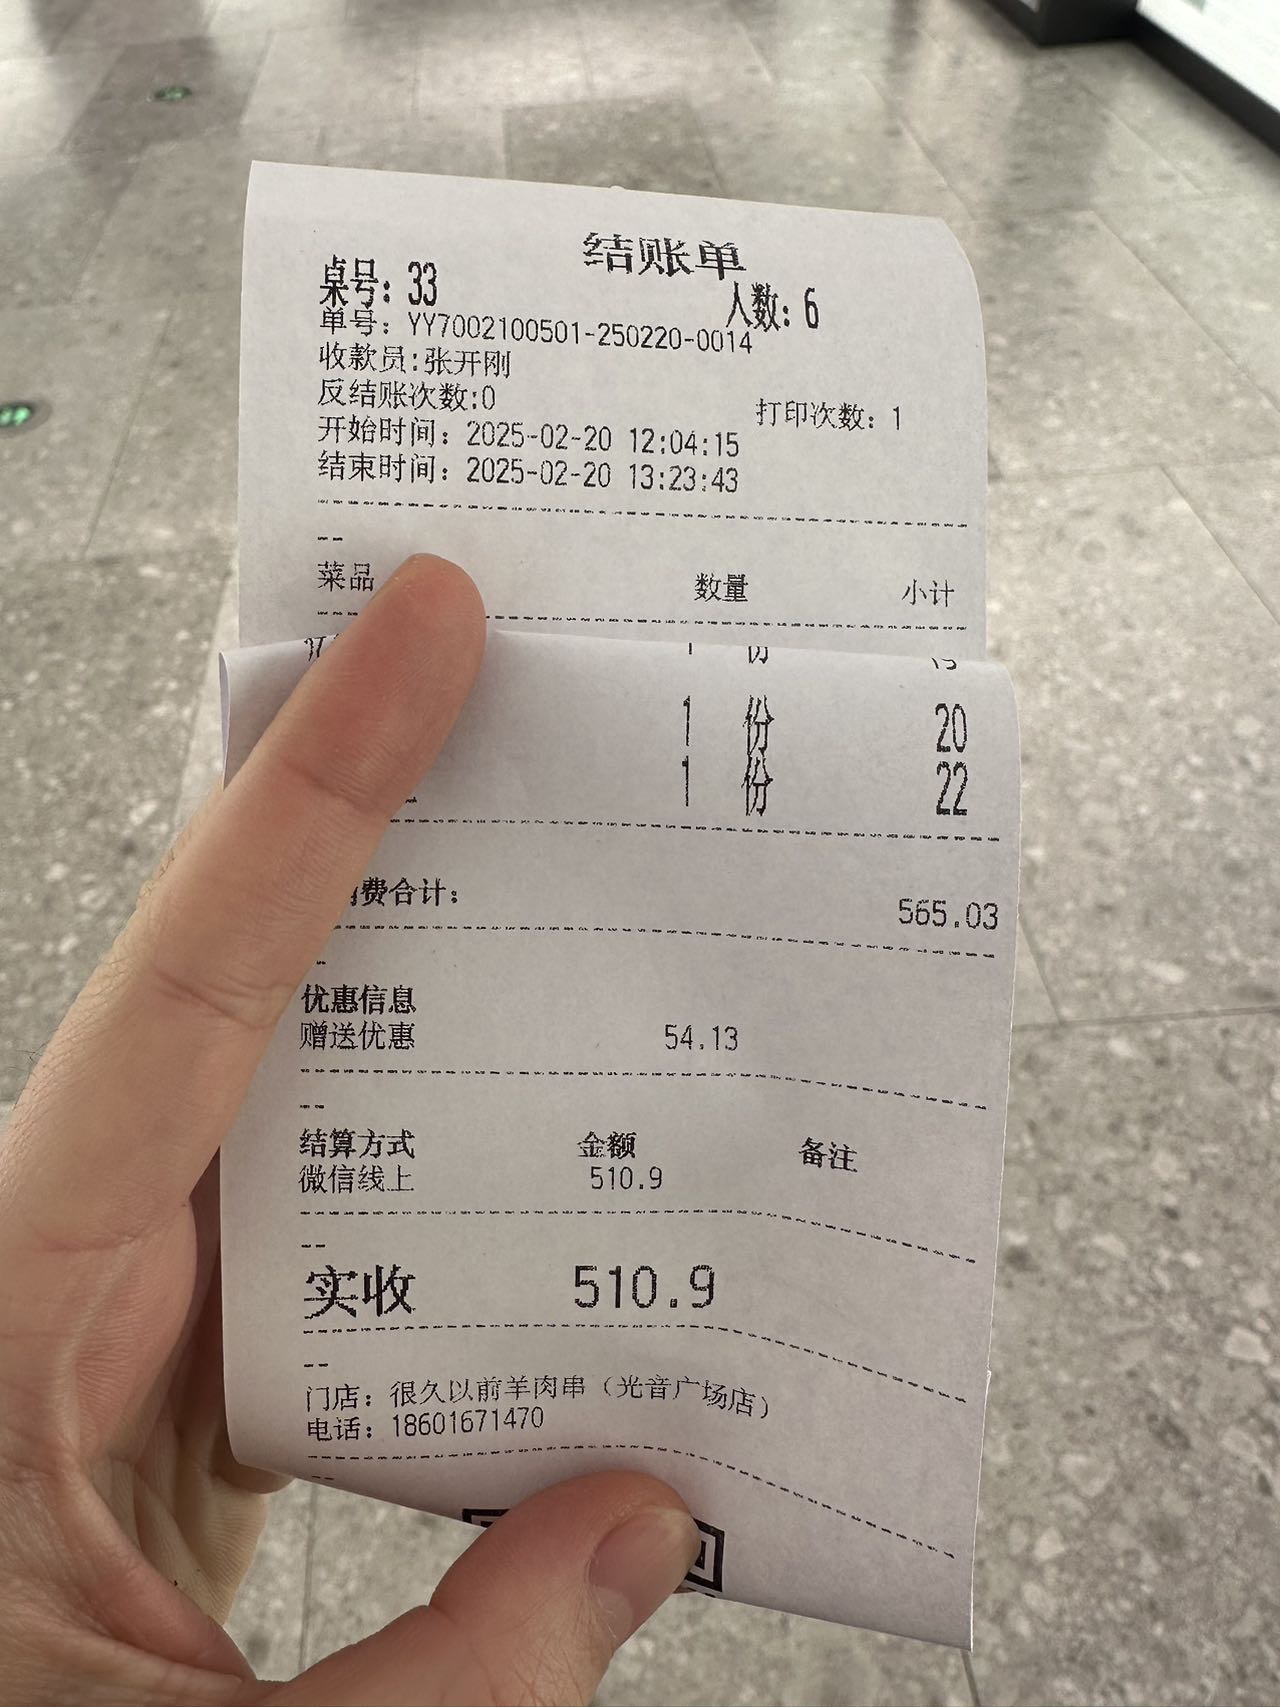 结账单
桌号: 33 人数: 6
单号: YY7002100501-250220-0014
收款员:张开刚
反结账次数:0 打印次数: 1
开始时间: 2025-02-20 12:04:15
结束时间: 2025-02-20 13:23:43
--
菜品 数量 小计
1 份
1 份 20
1 份 22
费合计: 565.03
--
优惠信息
赠送优惠 54.13
--
结算方式 金额 备注
微信线上 510.9
--
实收 510.9
--
门店: 很久以前羊肉串（光音广场店）
电话: 18601671470
--